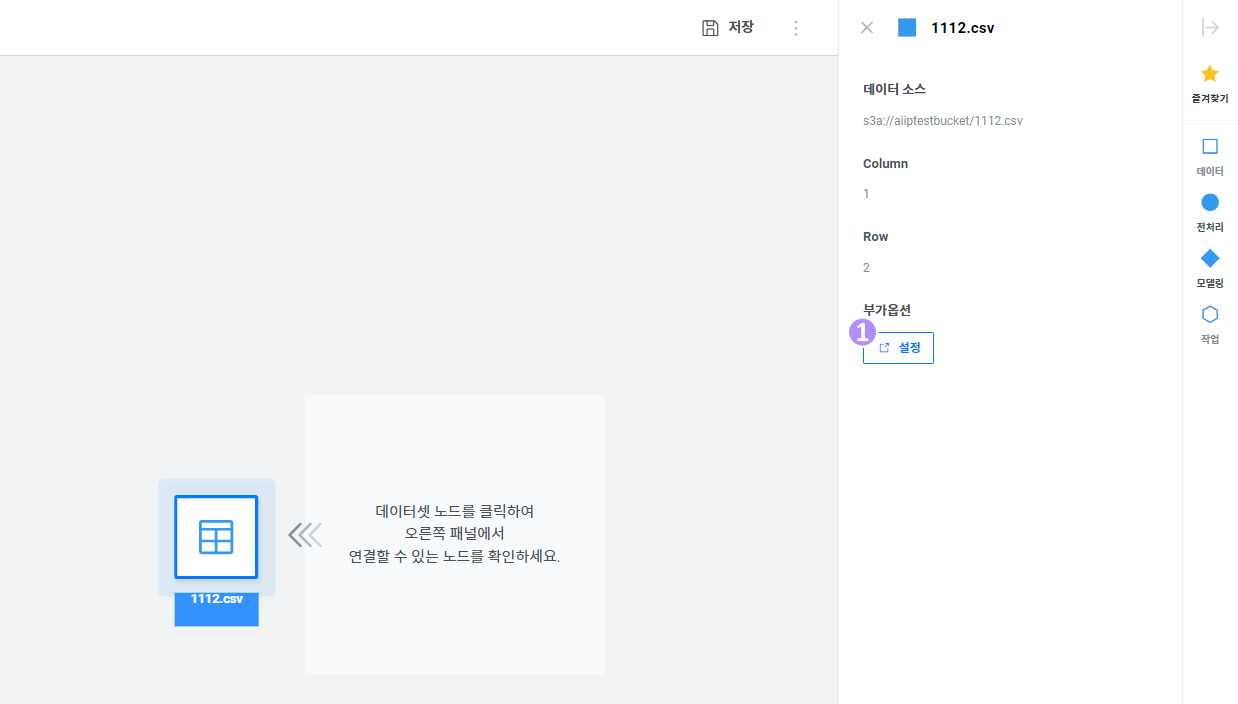 저장
1112.csv
데이터 소스
s3a://aiiptestbucket/1112.csv
Column
1
Row
2
부가옵션
1
설정
즐겨찾기
데이터
전처리
모델링
작업
데이터셋 노드를 클릭하여
오른쪽 패널에서
연결할 수 있는 노드를 확인하세요.
1112.csv